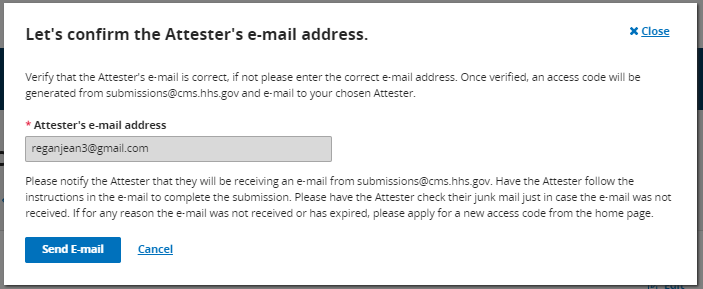 Let's confirm the Attester's e-mail address.
Close
Verify that the Attester's e-mail is correct, if not please enter the correct e-mail address. Once verified, an access code will be
generated from submissions@cms.hhs.gov and e-mail to your chosen Attester.
* Attester's e-mail address
reganjean3@gmail.com
Please notify the Attester that they will be receiving an e-mail from submissions@cms.hhs.gov. Have the Attester follow the
instructions in the e-mail to complete the submission. Please have the Attester check their junk mail just in case the e-mail was not
received. If for any reason the e-mail was not received or has expired, please apply for a new access code from the home page.
Send E-mail
Cancel
Edit